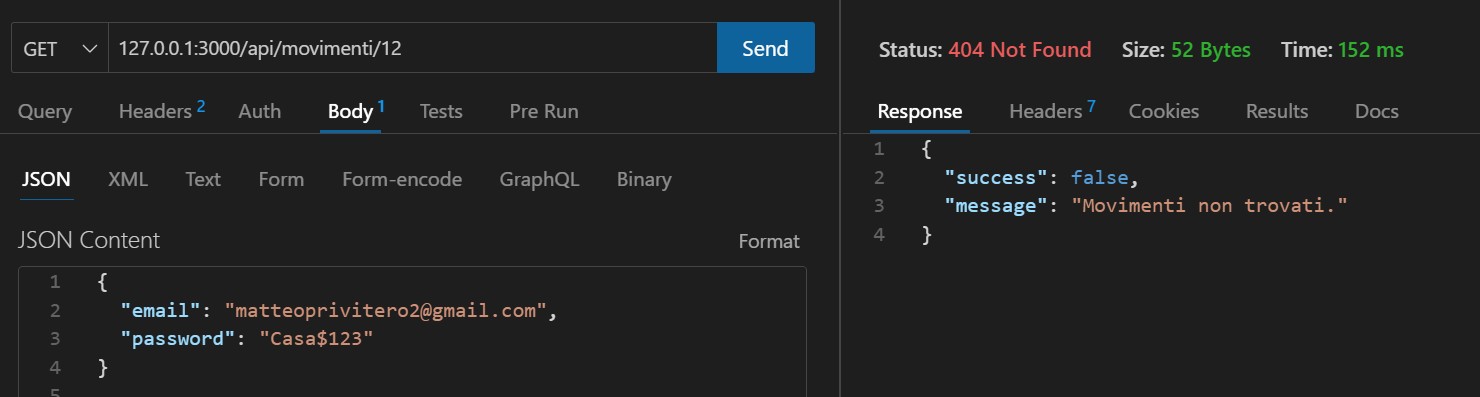 GET 127.0.0.1:3000/api/movimenti/12 Send
Query Headers 2 Auth Body 1 Tests Pre Run
JSON XML Text Form Form-encode GraphQL Binary
JSON Content Format
1 {
2 "email": "matteoprivitero2@gmail.com",
3 "password": "Casa$123"
4 }
5
Status: 404 Not Found Size: 52 Bytes Time: 152 ms
Response Headers 7 Cookies Results Docs
1 {
2 "success": false,
3 "message": "Movimenti non trovati."
4 }